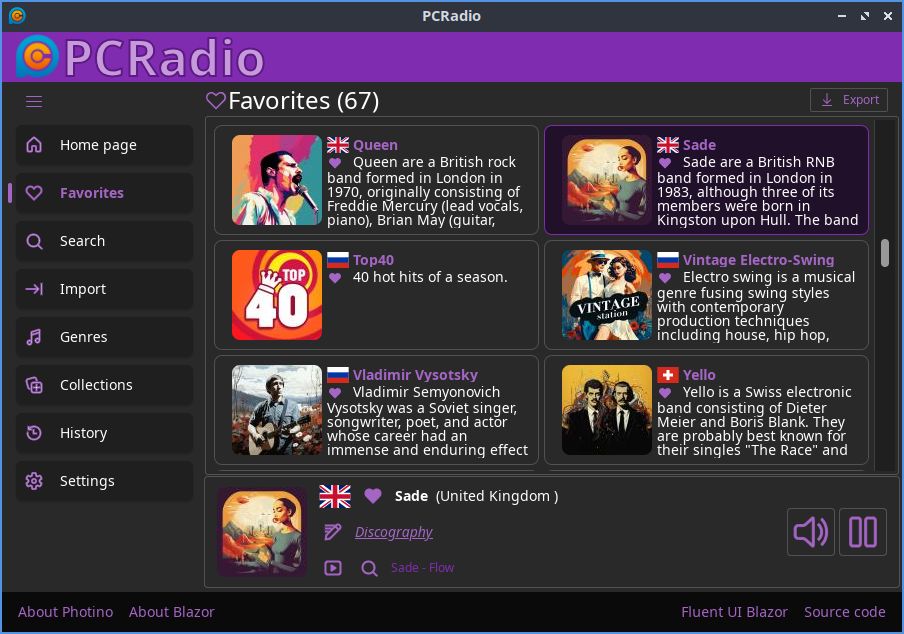 PCRadio
PCRadio
Favorites (67)
Export
Home page
Favorites
Search
Import
Genres
Collections
History
Settings
Queen
Queen are a British rock
band formed in London in
1970, originally consisting of
Freddie Mercury (lead vocals,
piano), Brian May (guitar,
Sade
Sade are a British RNB
band formed in London in
1983, although three of its
members were born in
Kingston upon Hull. The band
TOP
40
Top40
40 hot hits of a season.
VINTAGE
station
Vintage Electro-Swing
Electro swing is a musical
genre fusing swing styles
with contemporary
production techniques
including house, hip hop,
Vladimir Vysotsky
Vladimir Semyonovich
Vysotsky was a Soviet singer,
songwriter, poet, and actor
whose career had an
immense and enduring effect
Yello
Yello is a Swiss electronic
band consisting of Dieter
Meier and Boris Blank. They
are probably best known for
their singles "The Race" and
Sade (United Kingdom )
Discography
Sade - Flow
About Photino About Blazor
Fluent UI Blazor Source code